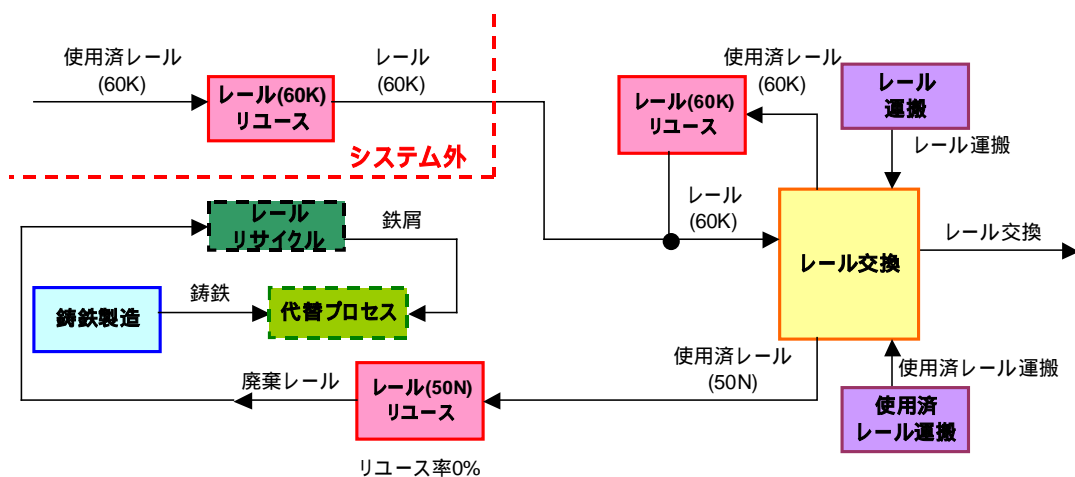 使用済レール
(60K)
レール(60K)
リユース
レール
(60K)
システム外
使用済レール
(60K)
レール(60K)
リユース
レール
運搬
レール運搬
レール
(60K)
レール交換
レール交換
レール
リサイクル
鉄屑
鋳鉄製造
鋳鉄
代替プロセス
使用済レール
(50N)
使用済レール運搬
使用済
レール運搬
廃棄レール
レール(50N)
リユース
リユース率0%